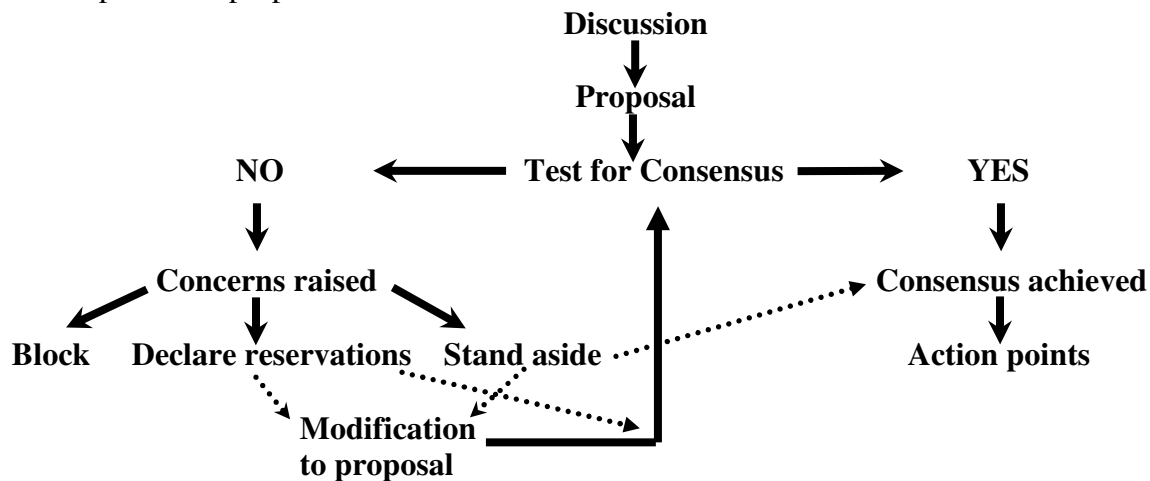 Discussion
Proposal
NO
Test for Consensus
YES
Concerns raised
Consensus achieved
Block
Declare reservations
Stand aside
Action points
Modification
to proposal